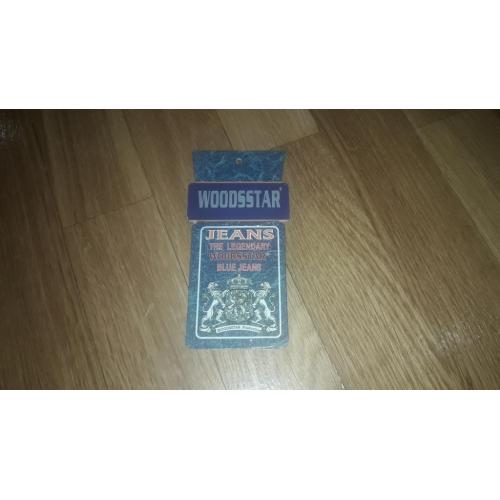 WOODSSTAR®
JEANS
THE LEGENDARY
WOODSSTAR®
BLUE JEANS